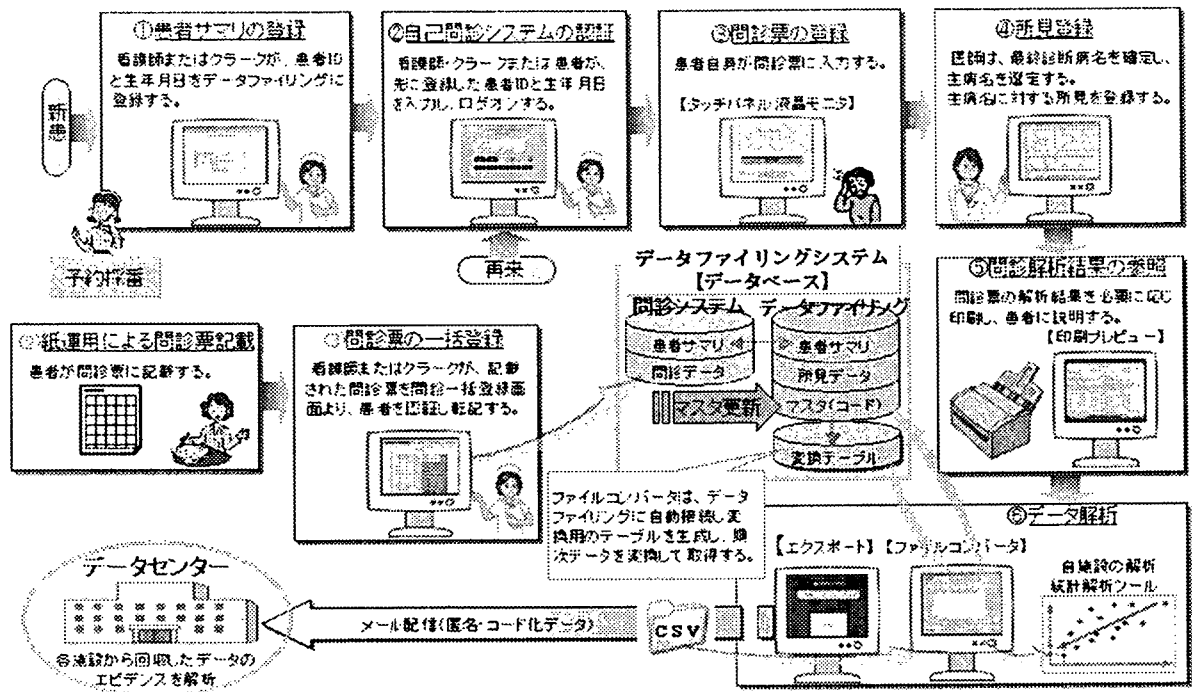 ①患者サマリの登録
看護師またはクラークが、患者ID
と生年月日をデータファイリングに
登録する。
新患
予約採番
②自己問診システムの認証
看護師・クラークまたは患者が、
先に登録した患者IDと生年月日
を入力し、ログオンする。
再来
③問診票の登録
患者自身が問診票に入力する。
【タッチパネル液晶モニタ】
④所見登録
医師は、最終診断病名を確定し、
主病名を選定する。
主病名に対する所見を登録する。
⑤問診解析結果の参照
問診票の解析結果を必要に応じ
印刷し、患者に説明する。
【印刷プレビュー】
データファイリングシステム
【データベース】
問診システム
データファイリング
患者サマリ
問診データ
患者サマリ
所見データ
マスタ(コード)
マスタ更新
変換テーブル
紙運用による問診票記載
患者が問診票に記載する。
問診票の一括登録
看護師またはクラークが、記載
された問診票を問診一括登録画
面より、患者を認証し転記する。
ファイルコンバータは、データ
ファイリングに自動接続し変
換用のテーブルを生成し、順
次データを変換して取得する。
⑥データ解析
【エクスポート】
【ファイルコンバータ】
自施設の解析
統計解析ツール
CSV
メール配信(匿名・コード化データ)
データセンター
各施設から回収したデータの
エビデンスを解析